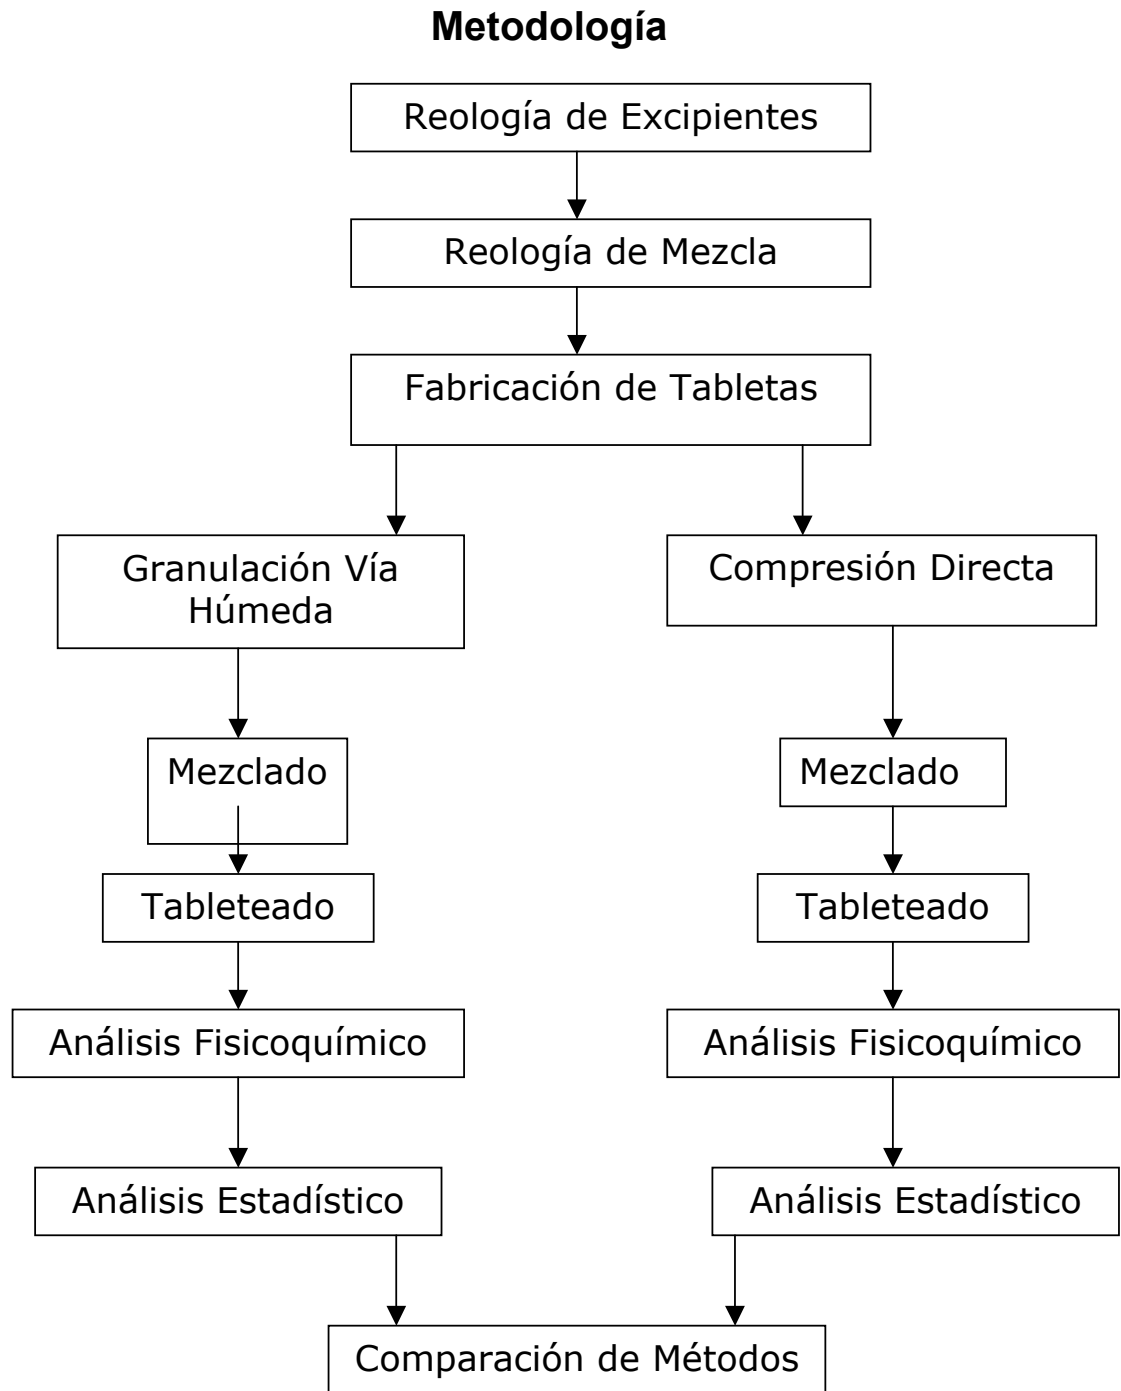 Metodología
Reología de Excipientes
Reología de Mezcla
Fabricación de Tabletas
Granulación Vía
Húmeda
Compresión Directa
Mezclado
Mezclado
Tableteado
Tableteado
Análisis Fisicoquímico
Análisis Fisicoquímico
Análisis Estadístico
Análisis Estadístico
Comparación de Métodos